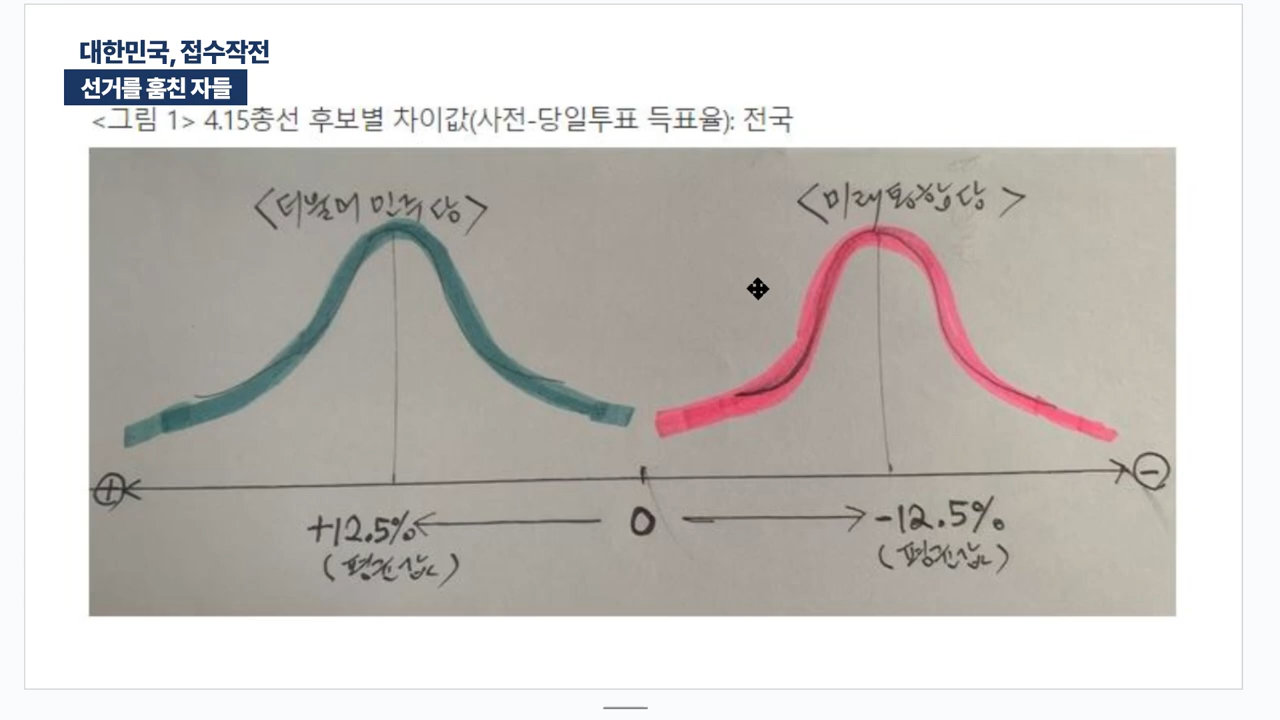 대한민국, 접수작전
선거를 훔친 자들
<그림 1> 4.15총선 후보별 차이값(사전-당일투표 득표율): 전국
<더불어 민주당>
<미래통합당>
+
-
+12.5%
0
-12.5%
(평균값)
(평균값)